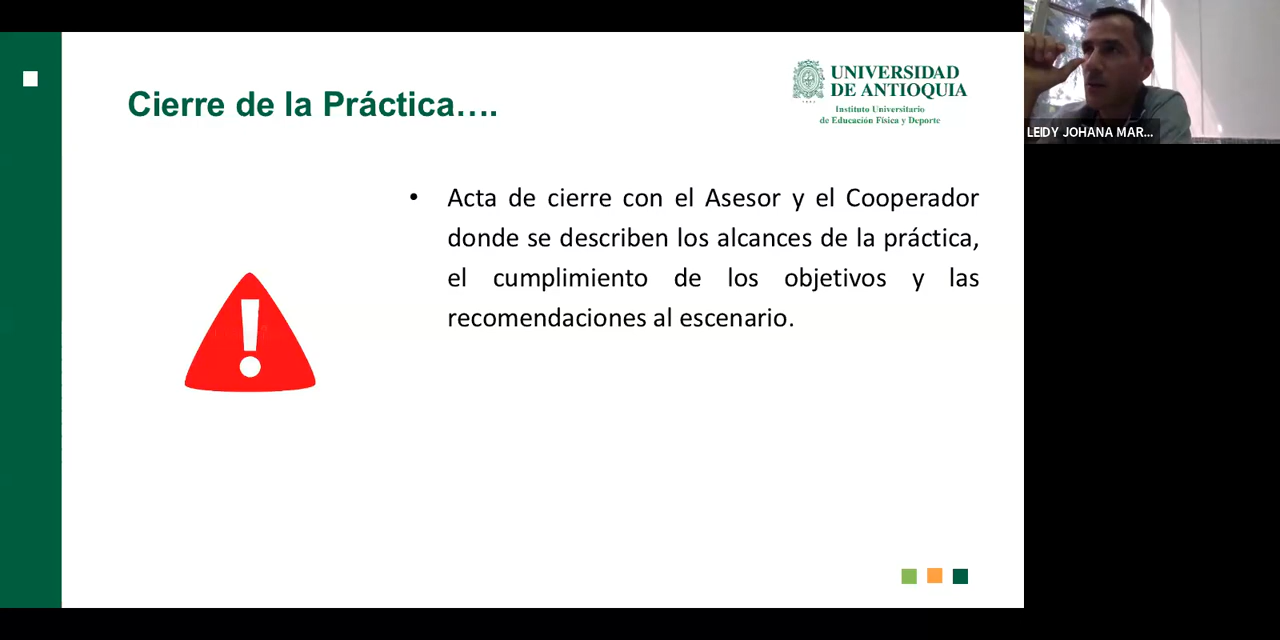 Cierre de la Práctica….
UNIVERSIDAD
DE ANTIOQUIA
Instituto Universitario
de Educación Física y Deporte
• Acta de cierre con el Asesor y el Cooperador
donde se describen los alcances de la práctica,
el cumplimiento de los objetivos y las
recomendaciones al escenario.
LEIDY JOHANA MAR...